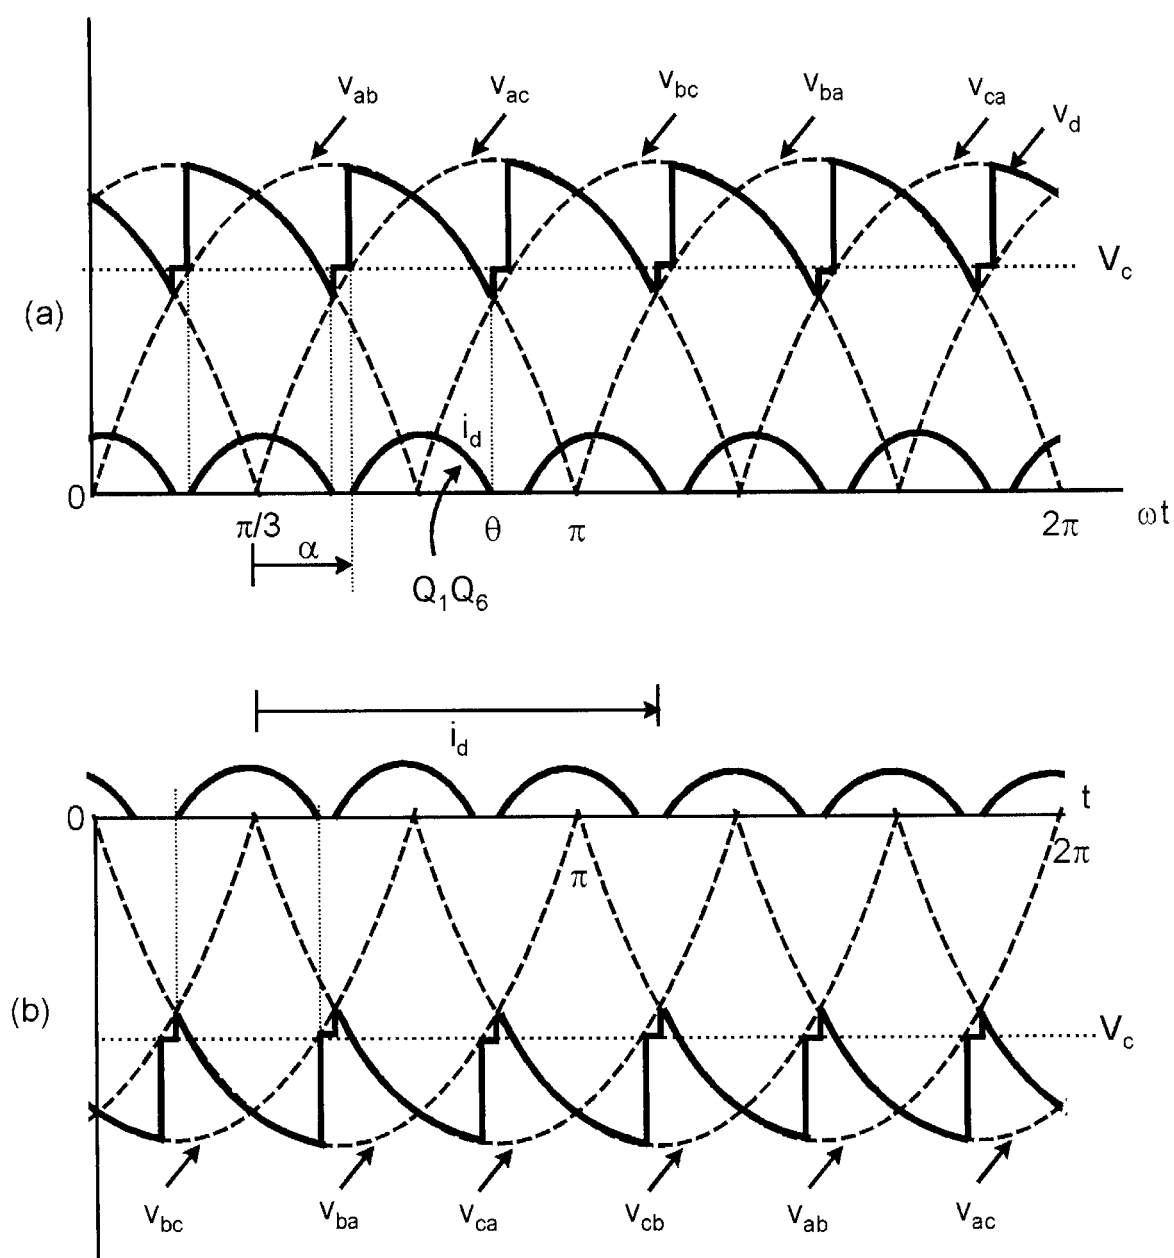 v_ab v_ac v_bc v_ba v_ca v_d
V_c
(a)
i_d
0 π/3 θ π 2π ωt
α
Q_1Q_6
i_d
0 t
π 2π
(b)
V_c
v_bc v_ba v_ca v_cb v_ab v_ac